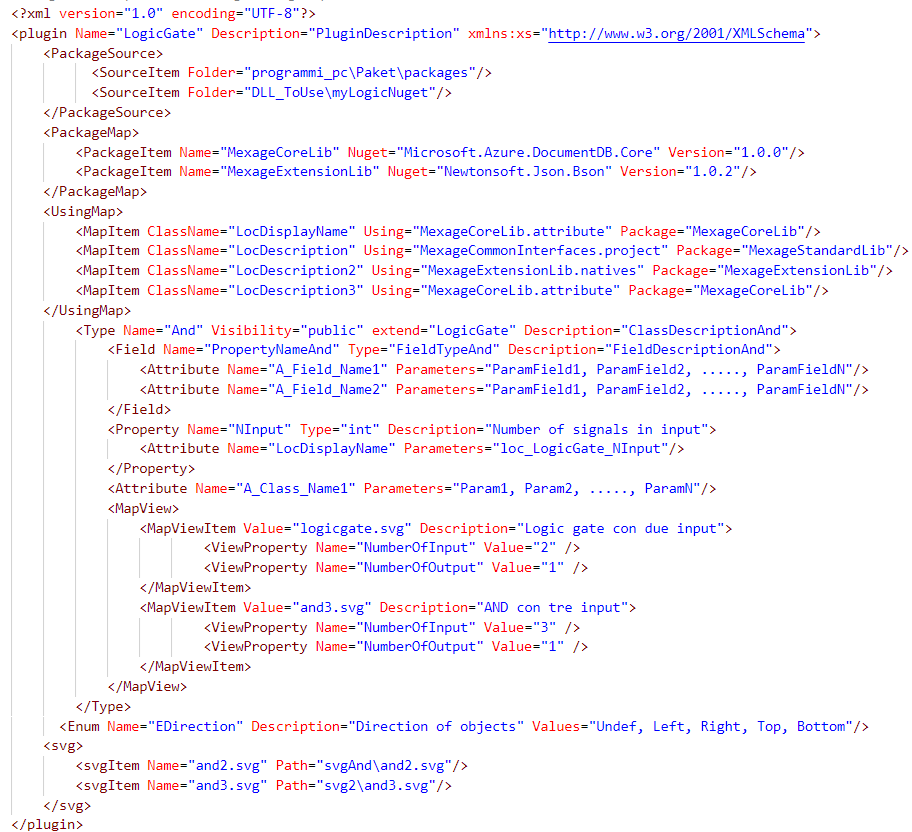 <?xml version="1.0" encoding="UTF-8"?>
<plugin Name="LogicGate" Description="PluginDescription" xmlns:xs="http://www.w3.org/2001/XMLSchema">
<PackageSource>
<SourceItem Folder="programmi_pc\Paket\packages"/>
<SourceItem Folder="DLL_ToUse\myLogicNuget"/>
</PackageSource>
<PackageMap>
<PackageItem Name="MexageCoreLib" Nuget="Microsoft.Azure.DocumentDB.Core" Version="1.0.0"/>
<PackageItem Name="MexageExtensionLib" Nuget="Newtonsoft.Json.Bson" Version="1.0.2"/>
</PackageMap>
<UsingMap>
<MapItem ClassName="LocDisplayName" Using="MexageCoreLib.attribute" Package="MexageCoreLib"/>
<MapItem ClassName="LocDescription" Using="MexageCommonInterfaces.project" Package="MexageStandardLib"/>
<MapItem ClassName="LocDescription2" Using="MexageExtensionLib.natives" Package="MexageExtensionLib"/>
<MapItem ClassName="LocDescription3" Using="MexageCoreLib.attribute" Package="MexageCoreLib"/>
</UsingMap>
<Type Name="And" Visibility="public" extend="LogicGate" Description="ClassDescriptionAnd">
<Field Name="PropertyNameAnd" Type="FieldTypeAnd" Description="FieldDescriptionAnd">
<Attribute Name="A_Field_Name1" Parameters="ParamField1, ParamField2, ....., ParamFieldN"/>
<Attribute Name="A_Field_Name2" Parameters="ParamField1, ParamField2, ....., ParamFieldN"/>
</Field>
<Property Name="NInput" Type="int" Description="Number of signals in input">
<Attribute Name="LocDisplayName" Parameters="loc_LogicGate_NInput"/>
</Property>
<Attribute Name="A_Class_Name1" Parameters="Param1, Param2, ....., ParamN"/>
<MapView>
<MapViewItem Value="logicgate.svg" Description="Logic gate con due input">
<ViewProperty Name="NumberOfInput" Value="2" />
<ViewProperty Name="NumberOfOutput" Value="1" />
</MapViewItem>
<MapViewItem Value="and3.svg" Description="AND con tre input">
<ViewProperty Name="NumberOfInput" Value="3" />
<ViewProperty Name="NumberOfOutput" Value="1" />
</MapViewItem>
</MapView>
</Type>
<Enum Name="EDirection" Description="Direction of objects" Values="Undef, Left, Right, Top, Bottom"/>
<svg>
<svgItem Name="and2.svg" Path="svgAnd\and2.svg"/>
<svgItem Name="and3.svg" Path="svg2\and3.svg"/>
</svg>
</plugin>